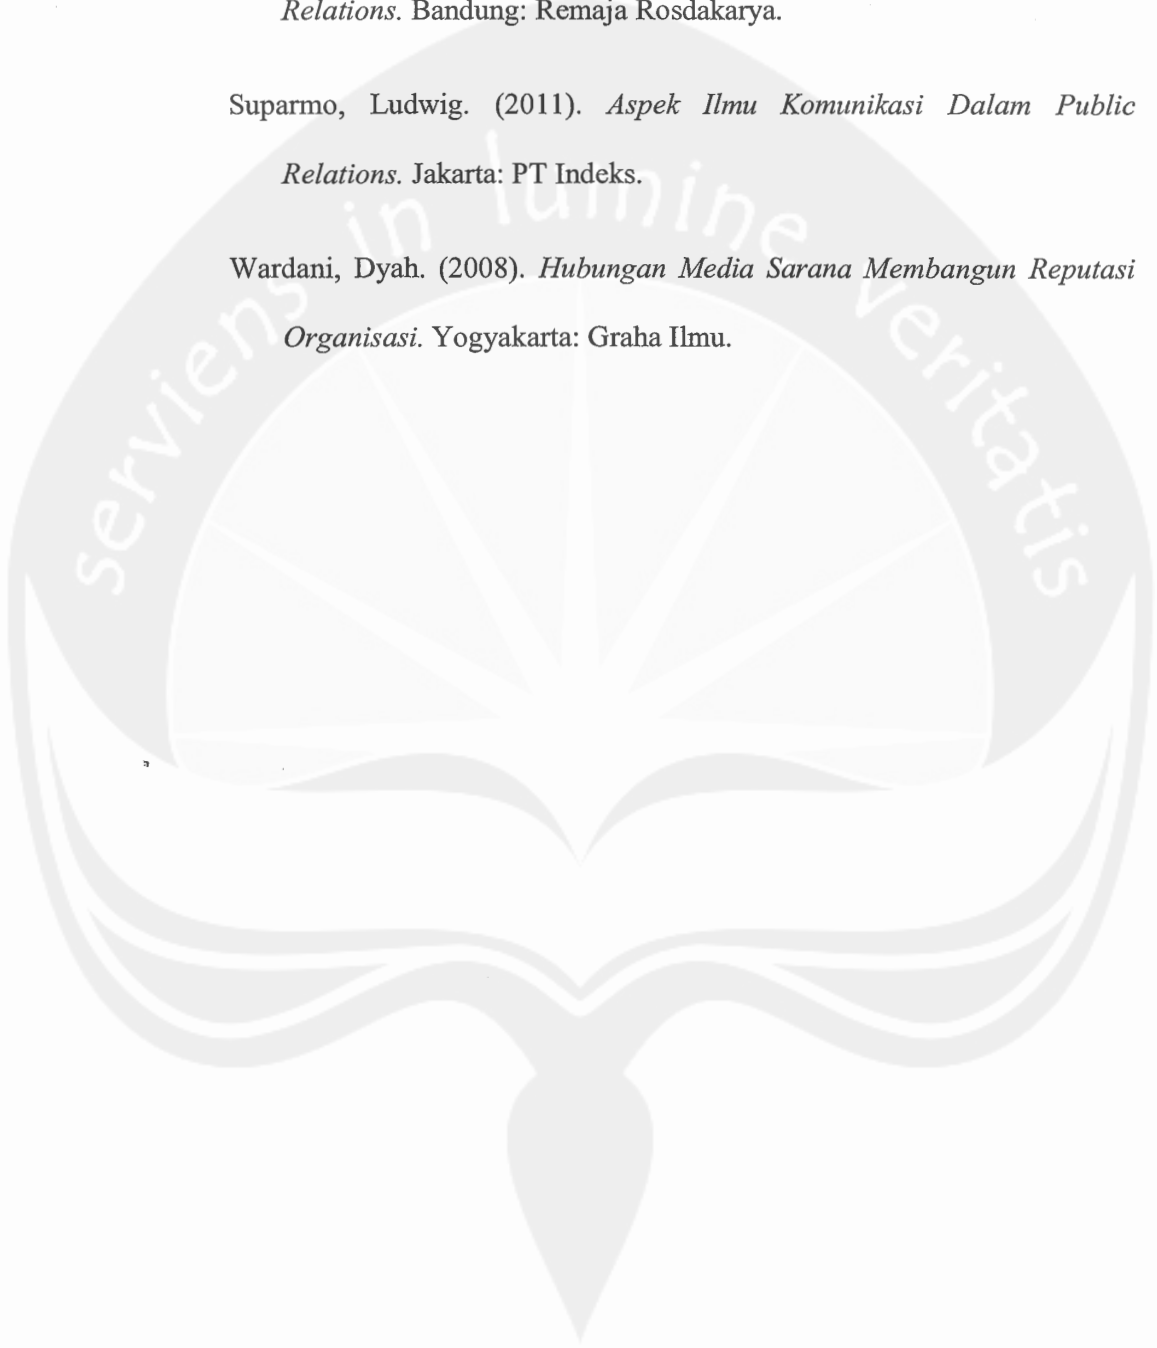 Relations. Bandung: Remaja Rosdakarya.
Suparmo, Ludwig. (2011). Aspek Ilmu Komunikasi Dalam Public
Relations. Jakarta: PT Indeks.
Wardani, Dyah. (2008). Hubungan Media Sarana Membangun Reputasi
Organisasi. Yogyakarta: Graha Ilmu.
serviens in lumine veritatis